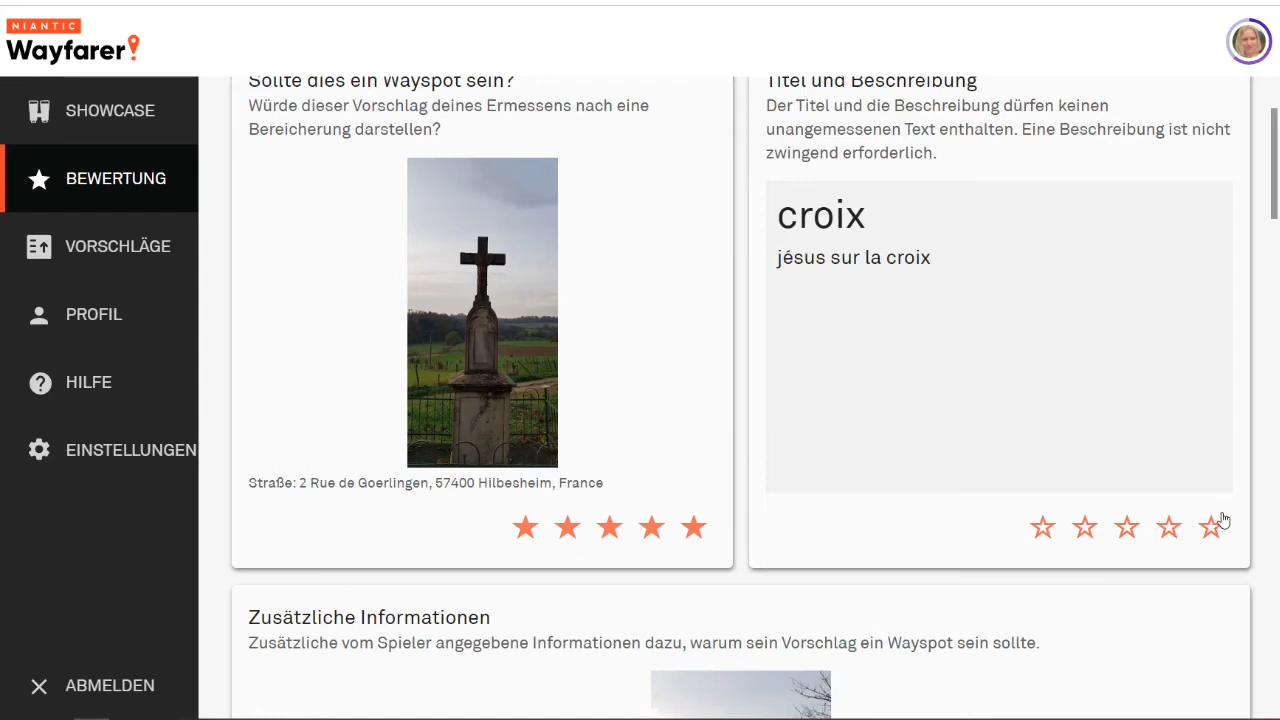 NIANTIC
Wayfarer
SHOWCASE
BEWERTUNG
VORSCHLÄGE
PROFIL
HILFE
EINSTELLUNGEN
ABMELDEN
Sollte dies ein Wayspot sein?
Würde dieser Vorschlag deines Ermessens nach eine
Bereicherung darstellen?
Straße: 2 Rue de Goerlingen, 57400 Hilbesheim, France
Titel und Beschreibung
Der Titel und die Beschreibung dürfen keinen
unangemessenen Text enthalten. Eine Beschreibung ist nicht
zwingend erforderlich.
croix
jésus sur la croix
Zusätzliche Informationen
Zusätzliche vom Spieler angegebene Informationen dazu, warum sein Vorschlag ein Wayspot sein sollte.